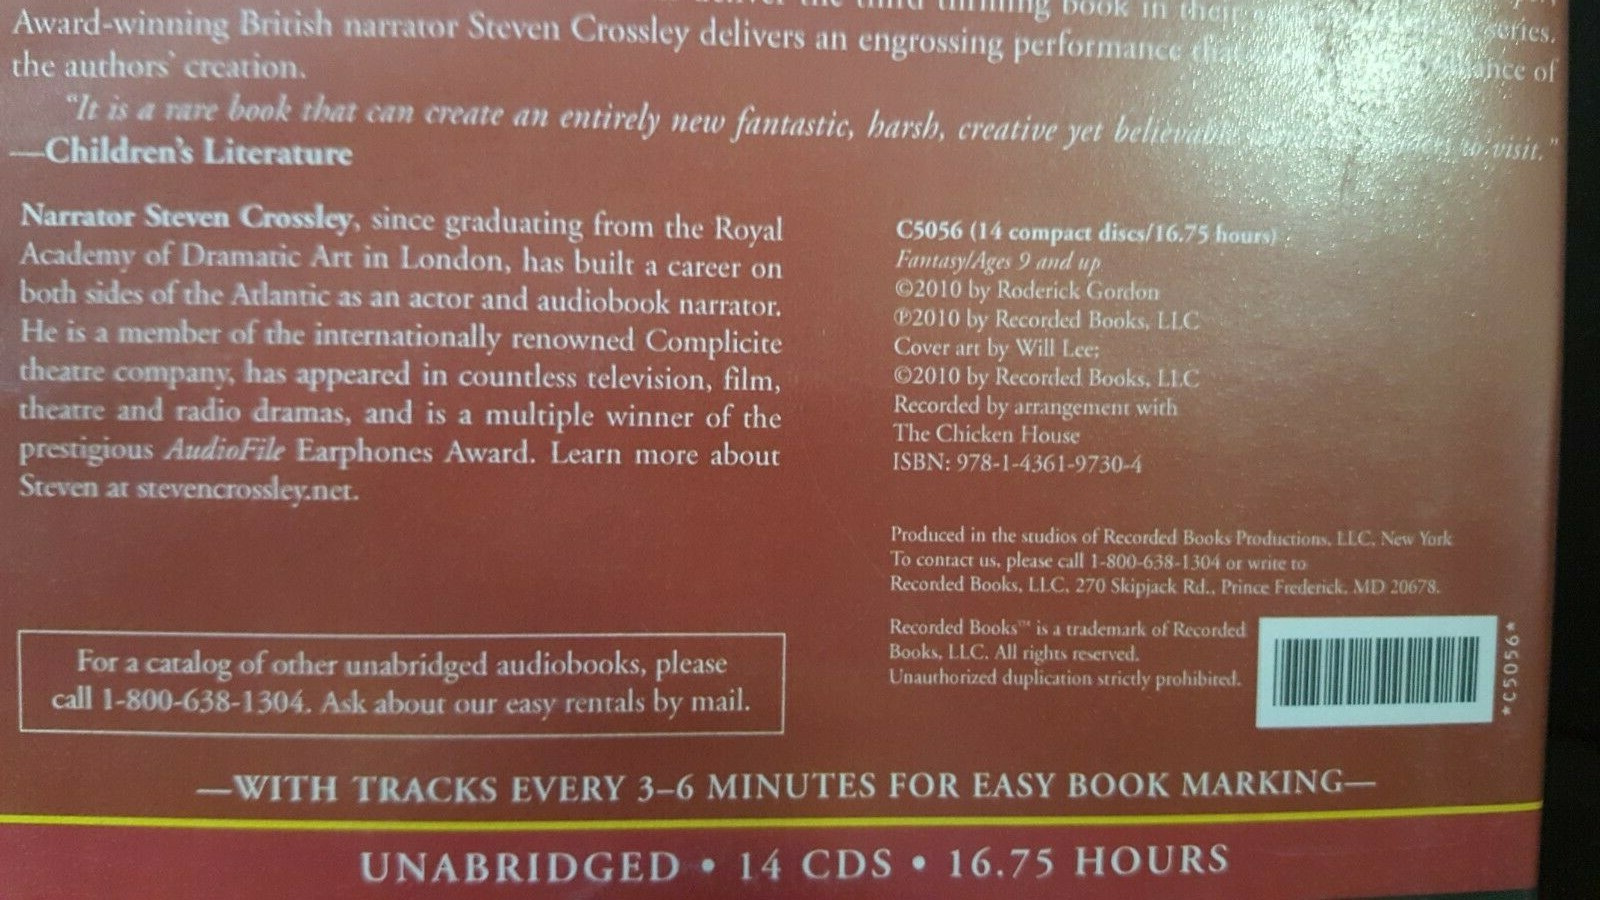 the third thrilling book in their
series.
Award-winning British narrator Steven Crossley delivers an engrossing performance
the authors' creation.
of
"It is a rare book that can create an entirely new fantastic, harsh, creative yet
to visit."
—Children's Literature
Narrator Steven Crossley, since graduating from the Royal
Academy of Dramatic Art in London, has built a career on
both sides of the Atlantic as an actor and audiobook narrator.
He is a member of the internationally renowned Complicite
theatre company, has appeared in countless television, film,
theatre and radio dramas, and is a multiple winner of the
prestigious AudioFile Earphones Award. Learn more about
Steven at stevencrossley.net.
For a catalog of other unabridged audiobooks, please
call 1-800-638-1304. Ask about our easy rentals by mail.
C5056 (14 compact discs/16.75 hours)
Fantasy/Ages 9 and up
©2010 by Roderick Gordon
℗2010 by Recorded Books, LLC
Cover art by Will Lee;
©2010 by Recorded Books, LLC
Recorded by arrangement with
The Chicken House
ISBN: 978-1-4361-9730-4
Produced in the studios of Recorded Books Productions, LLC, New York
To contact us, please call 1-800-638-1304 or write to
Recorded Books, LLC, 270 Skipjack Rd., Prince Frederick, MD 20678.
Recorded Books™ is a trademark of Recorded
Books, LLC. All rights reserved.
Unauthorized duplication strictly prohibited.
*C5056*
—WITH TRACKS EVERY 3–6 MINUTES FOR EASY BOOK MARKING—
UNABRIDGED • 14 CDS • 16.75 HOURS